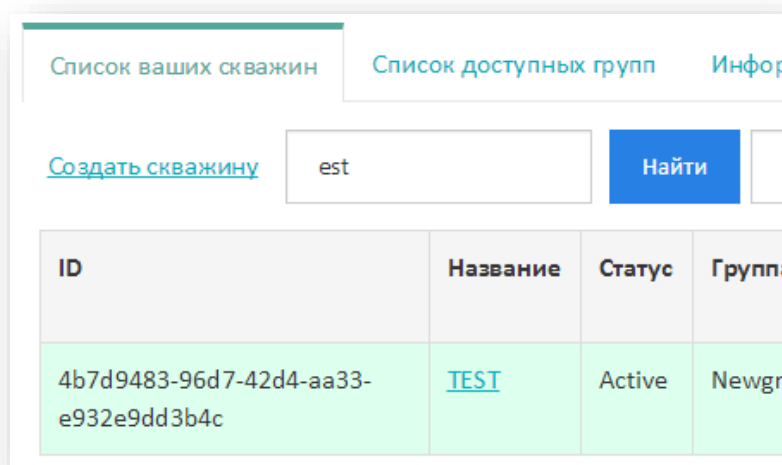 Список ваших скважин Список доступных групп
Создать скважину est Найти
ID Название Статус
4b7d9483-96d7-42d4-aa33- TEST Active
e932e9dd3b4c